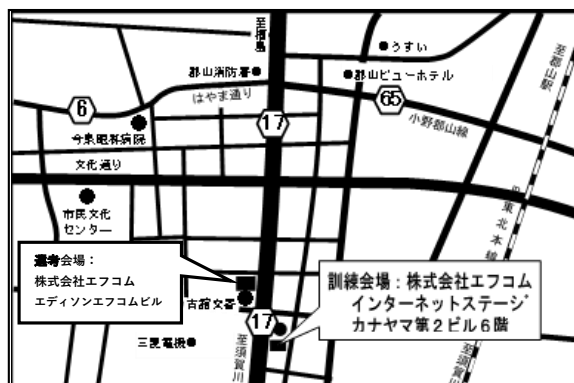 至福島
うすい
郡山消防署
郡山ビューホテル
至郡山駅
はやま通り
6
65
17
小野郡山線
今泉眼科病院
文化通り
市民文化
センター
東北本線
選考会場：
株式会社エフコム
エディソンエフコムビル
訓練会場：株式会社エフコム
インターネットステージ
カナヤマ第２ビル６階
古舘交番
17
三菱電機
至須賀川
至須賀川